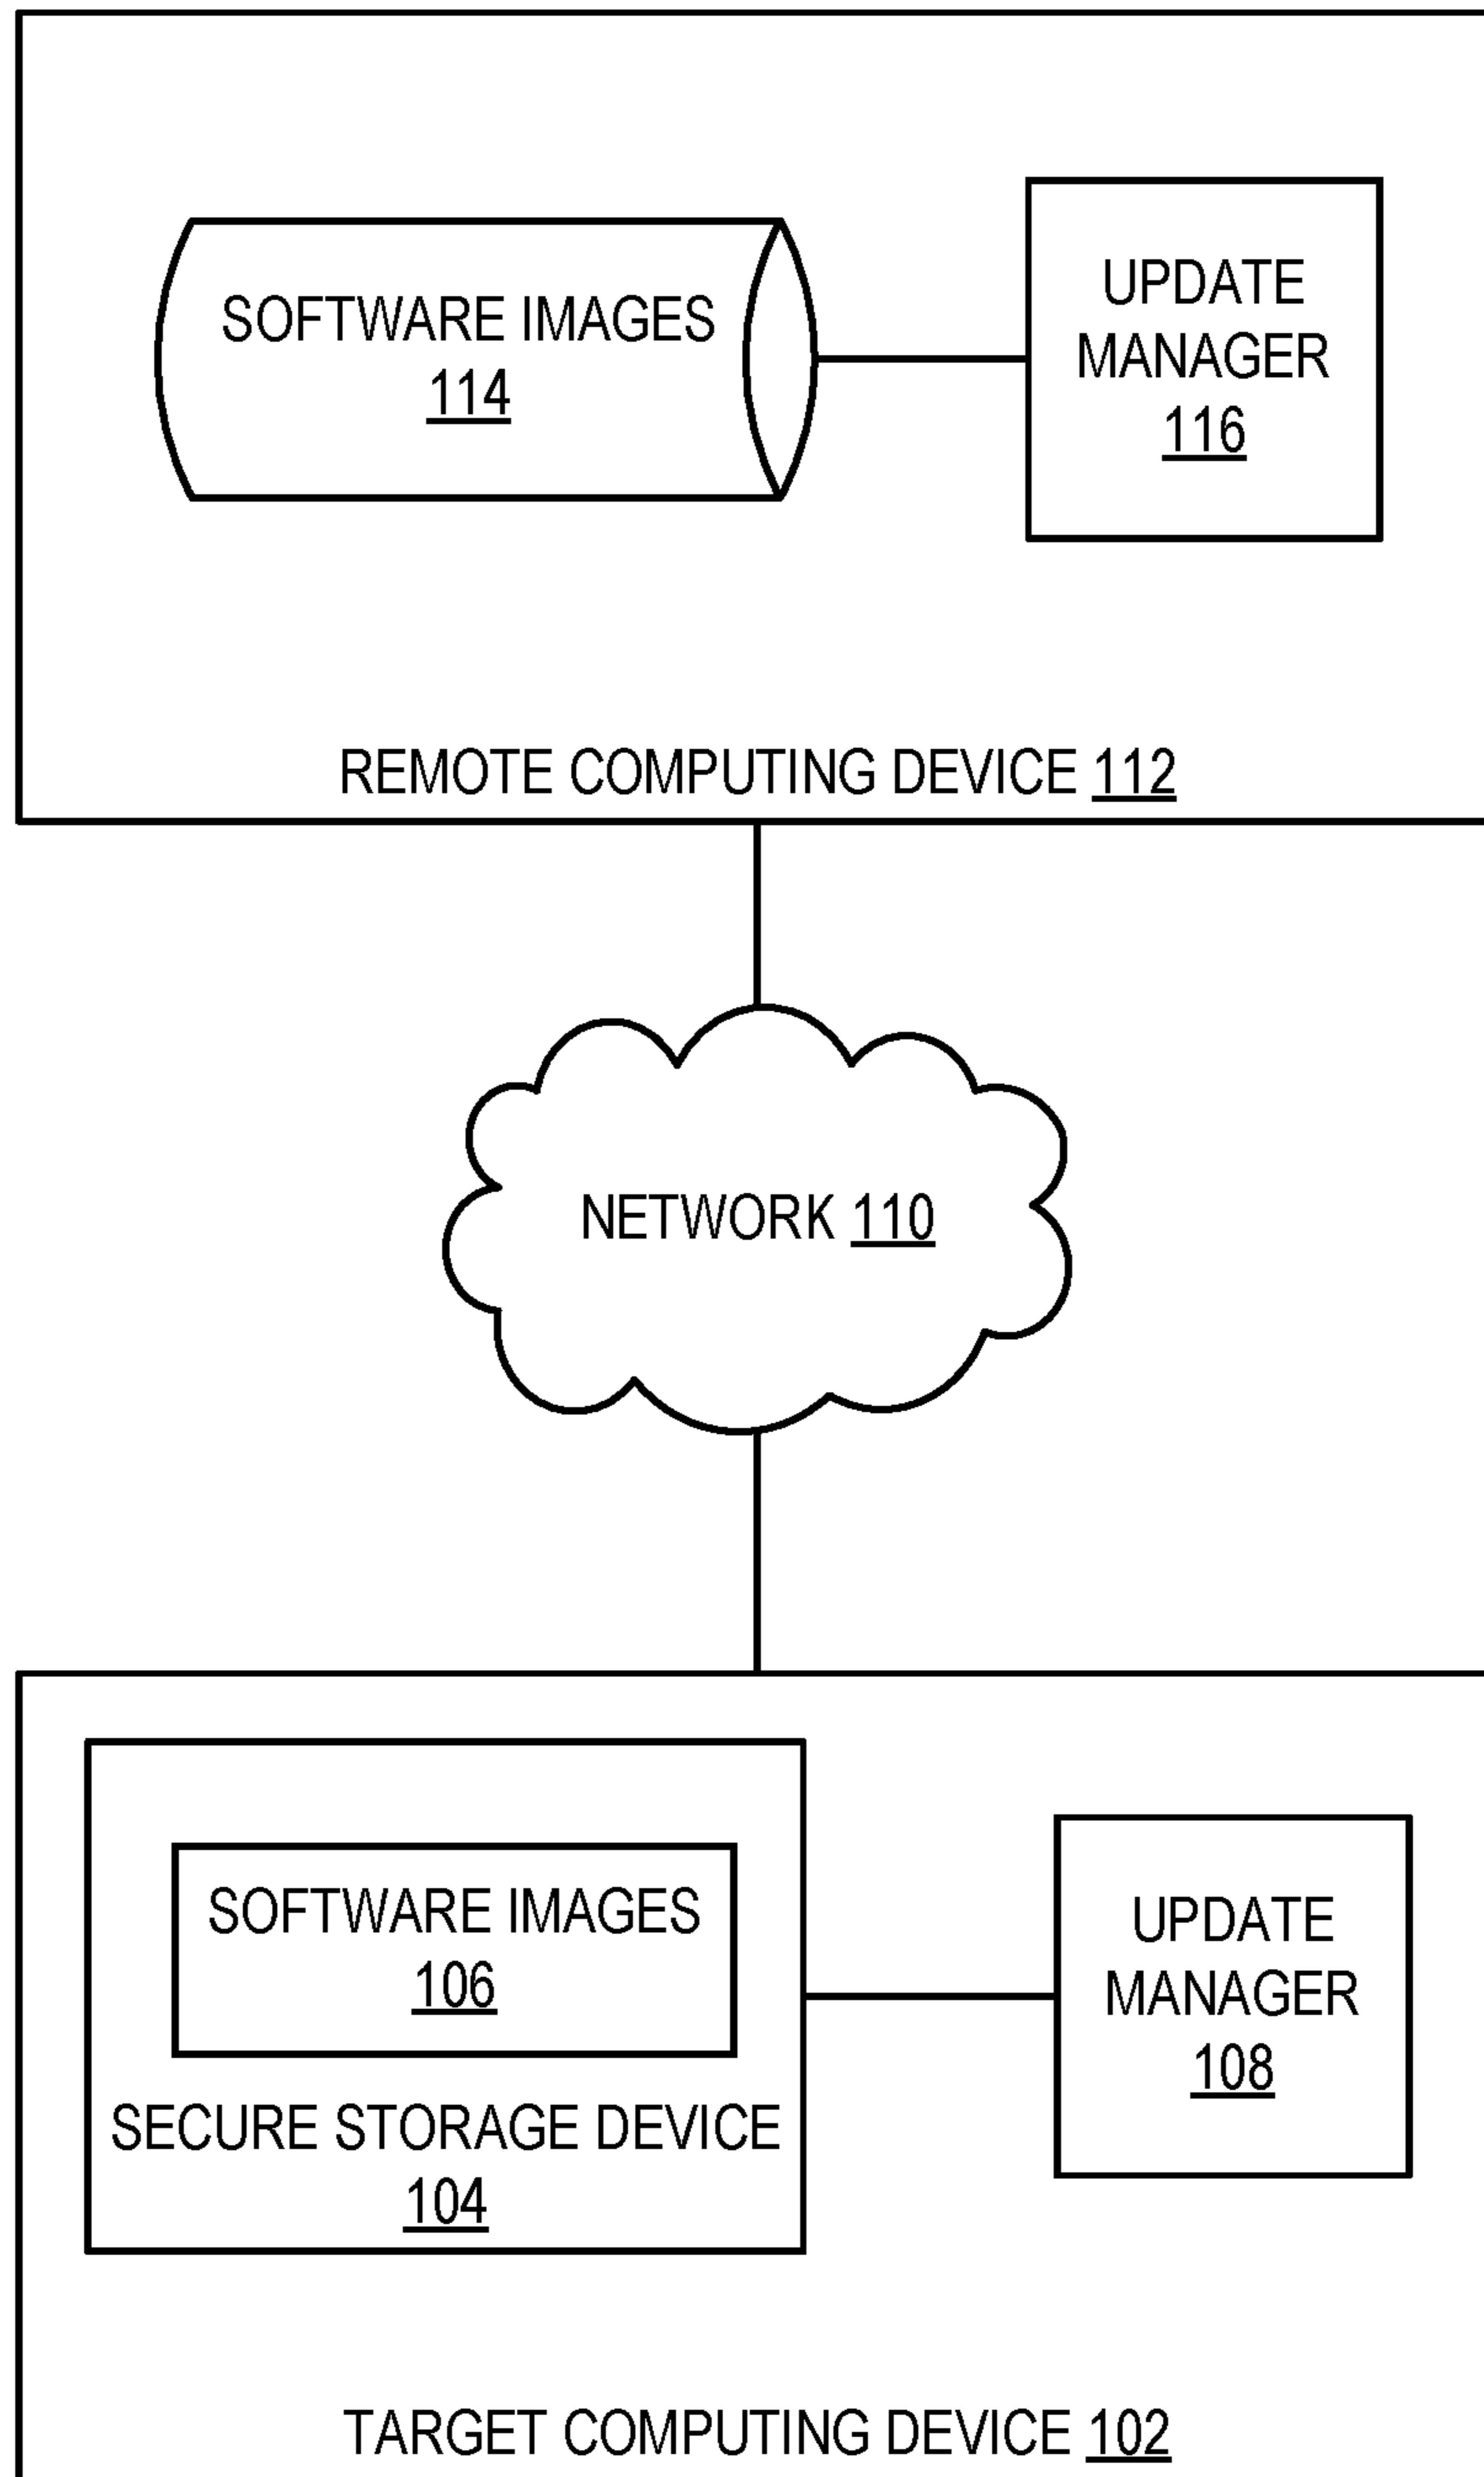 SOFTWARE IMAGES
114
UPDATE
MANAGER
116
REMOTE COMPUTING DEVICE 112
NETWORK 110
SOFTWARE IMAGES
106
SECURE STORAGE DEVICE
104
UPDATE
MANAGER
108
TARGET COMPUTING DEVICE 102